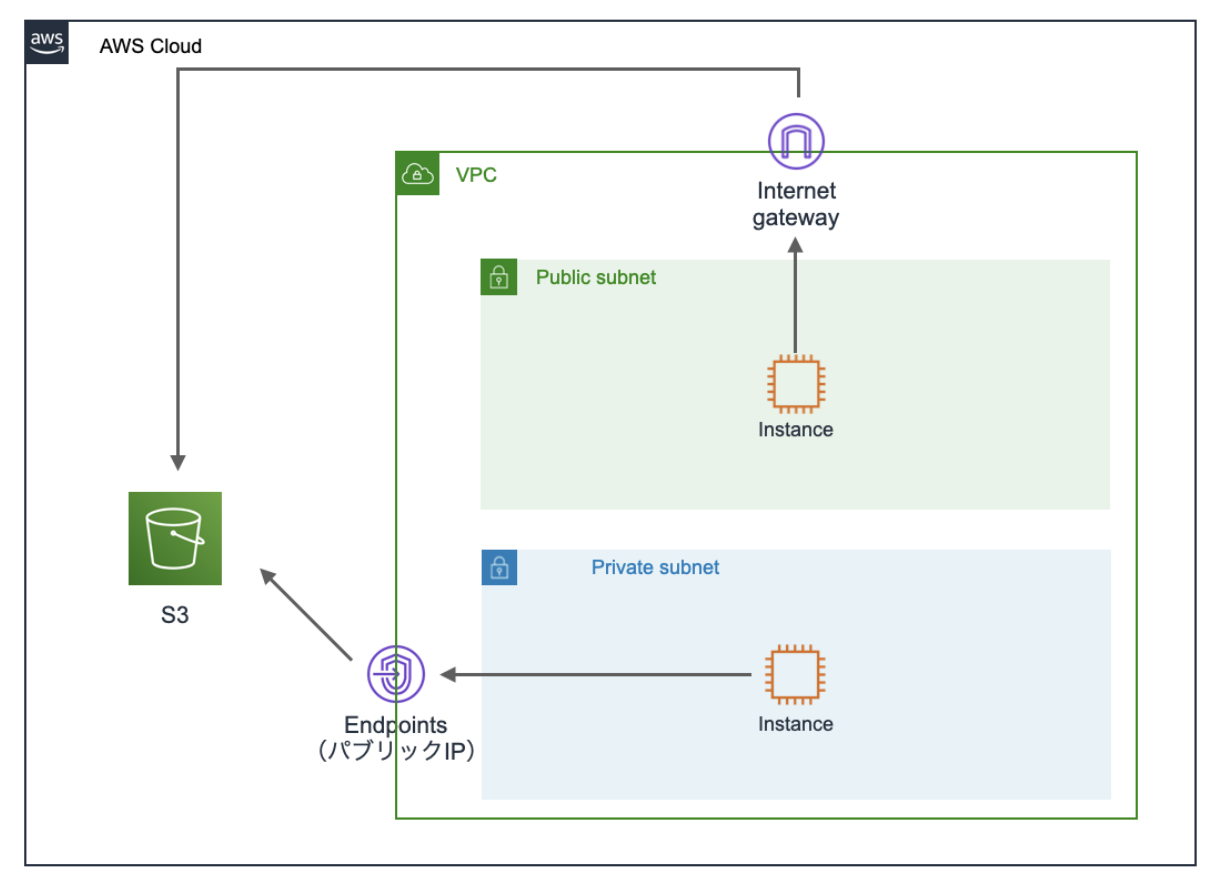 aws
AWS Cloud
VPC
Internet
gateway
Public subnet
Instance
S3
Private subnet
Instance
Endpoints
（パブリックIP）